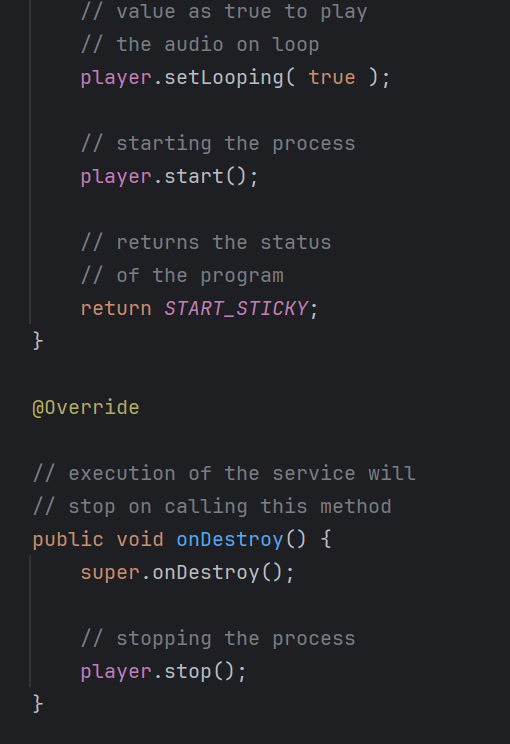 // value as true to play
// the audio on loop
player.setLooping( true );
// starting the process
player.start();
// returns the status
// of the program
return START_STICKY;
}
@Override
// execution of the service will
// stop on calling this method
public void onDestroy() {
super.onDestroy();
// stopping the process
player.stop();
}